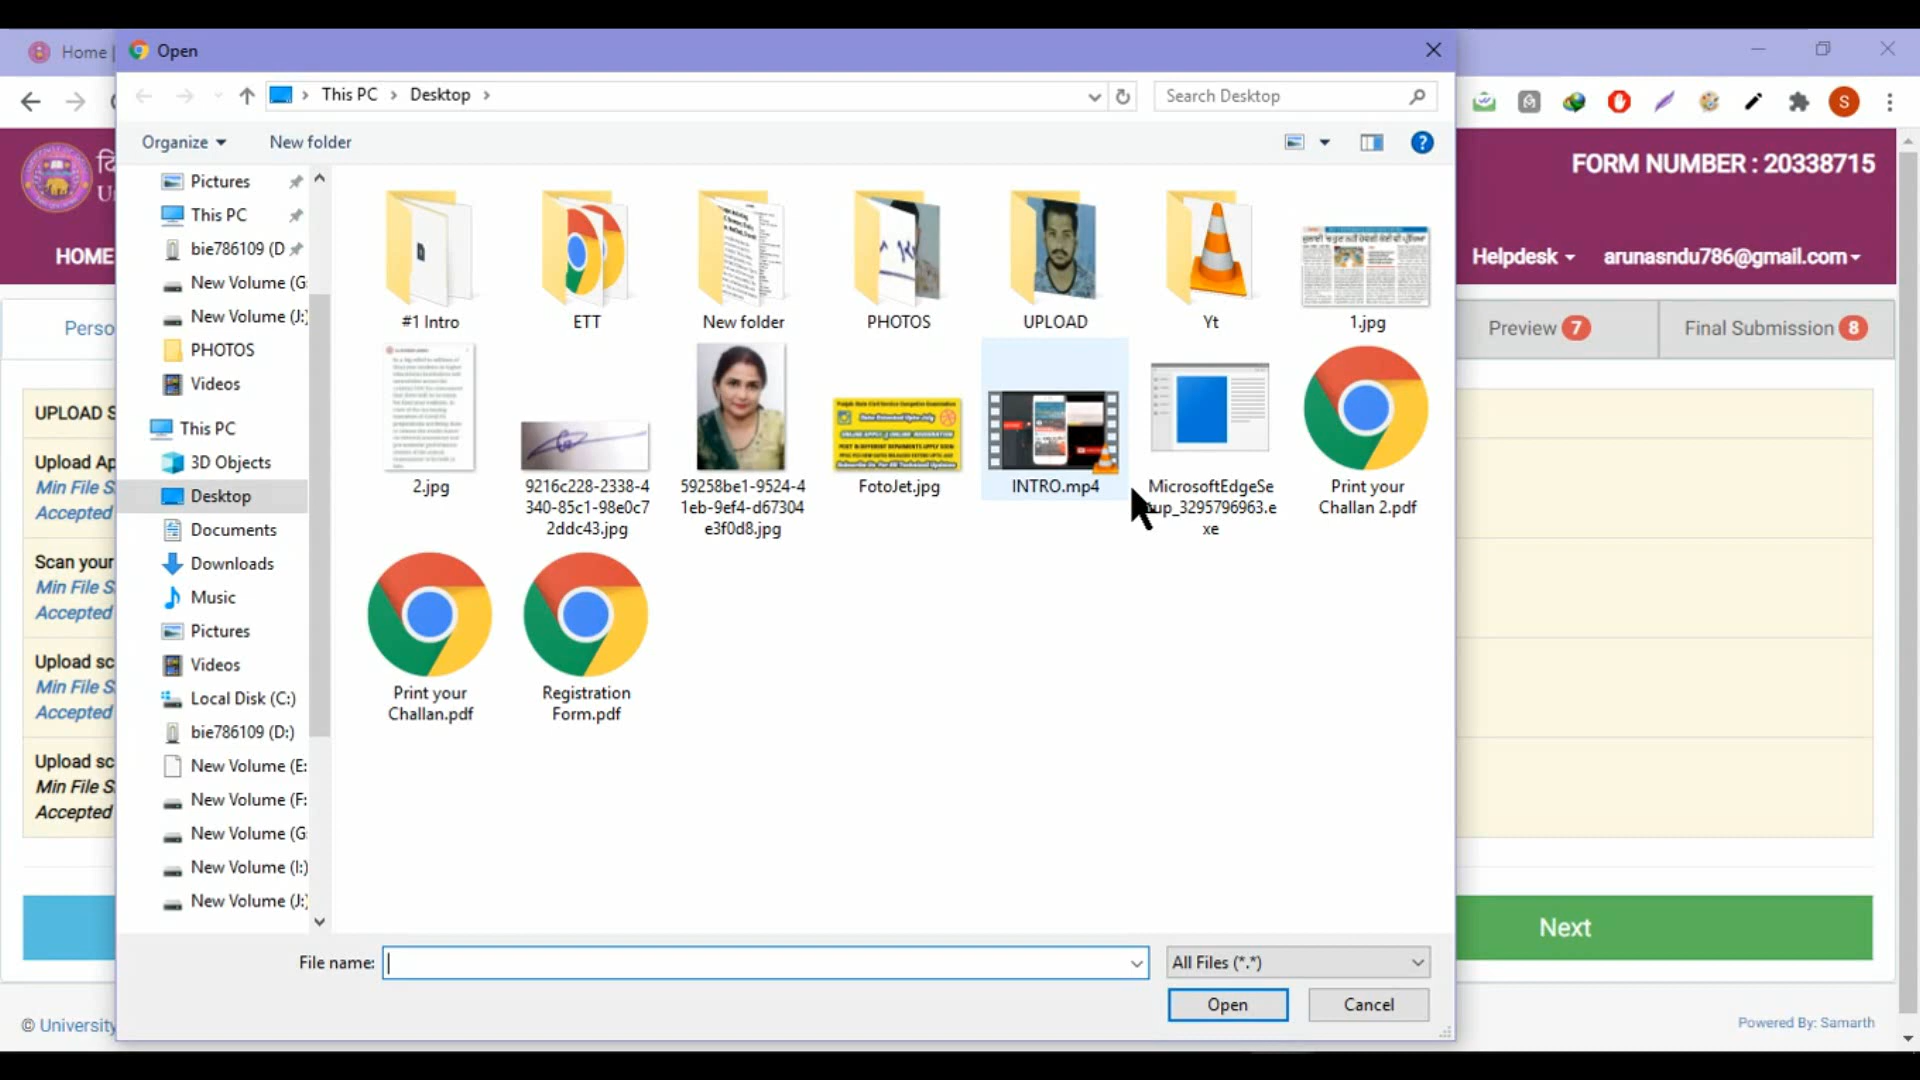 Home
Open
This PC
Desktop
Search Desktop
S
Organize
New folder
FORM NUMBER : 20338715
HOME
Helpdesk
arunasndu786@gmail.com
Perso
Preview 7
Final Submission 8
Pictures
This PC
bie786109 (D
New Volume (G:
New Volume (J:)
PHOTOS
Videos
This PC
3D Objects
Desktop
Documents
Downloads
Music
Pictures
Videos
Local Disk (C:)
bie786109 (D:)
New Volume (E:
New Volume (F:
New Volume (G:
New Volume (I:)
New Volume (J:)
#1 Intro
ETT
New folder
PHOTOS
UPLOAD
Yt
1.jpg
2.jpg
9216c228-2338-4
340-85c1-98e0c7
2ddc43.jpg
59258be1-9524-4
1eb-9ef4-d67304
e3f0d8.jpg
FotoJet.jpg
INTRO.mp4
MicrosoftEdgeSe
up_3295796963.e
xe
Print your
Challan 2.pdf
Print your
Challan.pdf
Registration
Form.pdf
UPLOAD S
Upload Ap
Min File S
Accepted
Scan your
Min File S
Accepted
Upload sc
Min File S
Accepted
Upload sc
Min File S
Accepted
Next
File name:
All Files (*.*)
Open
Cancel
© University
Powered By: Samarth